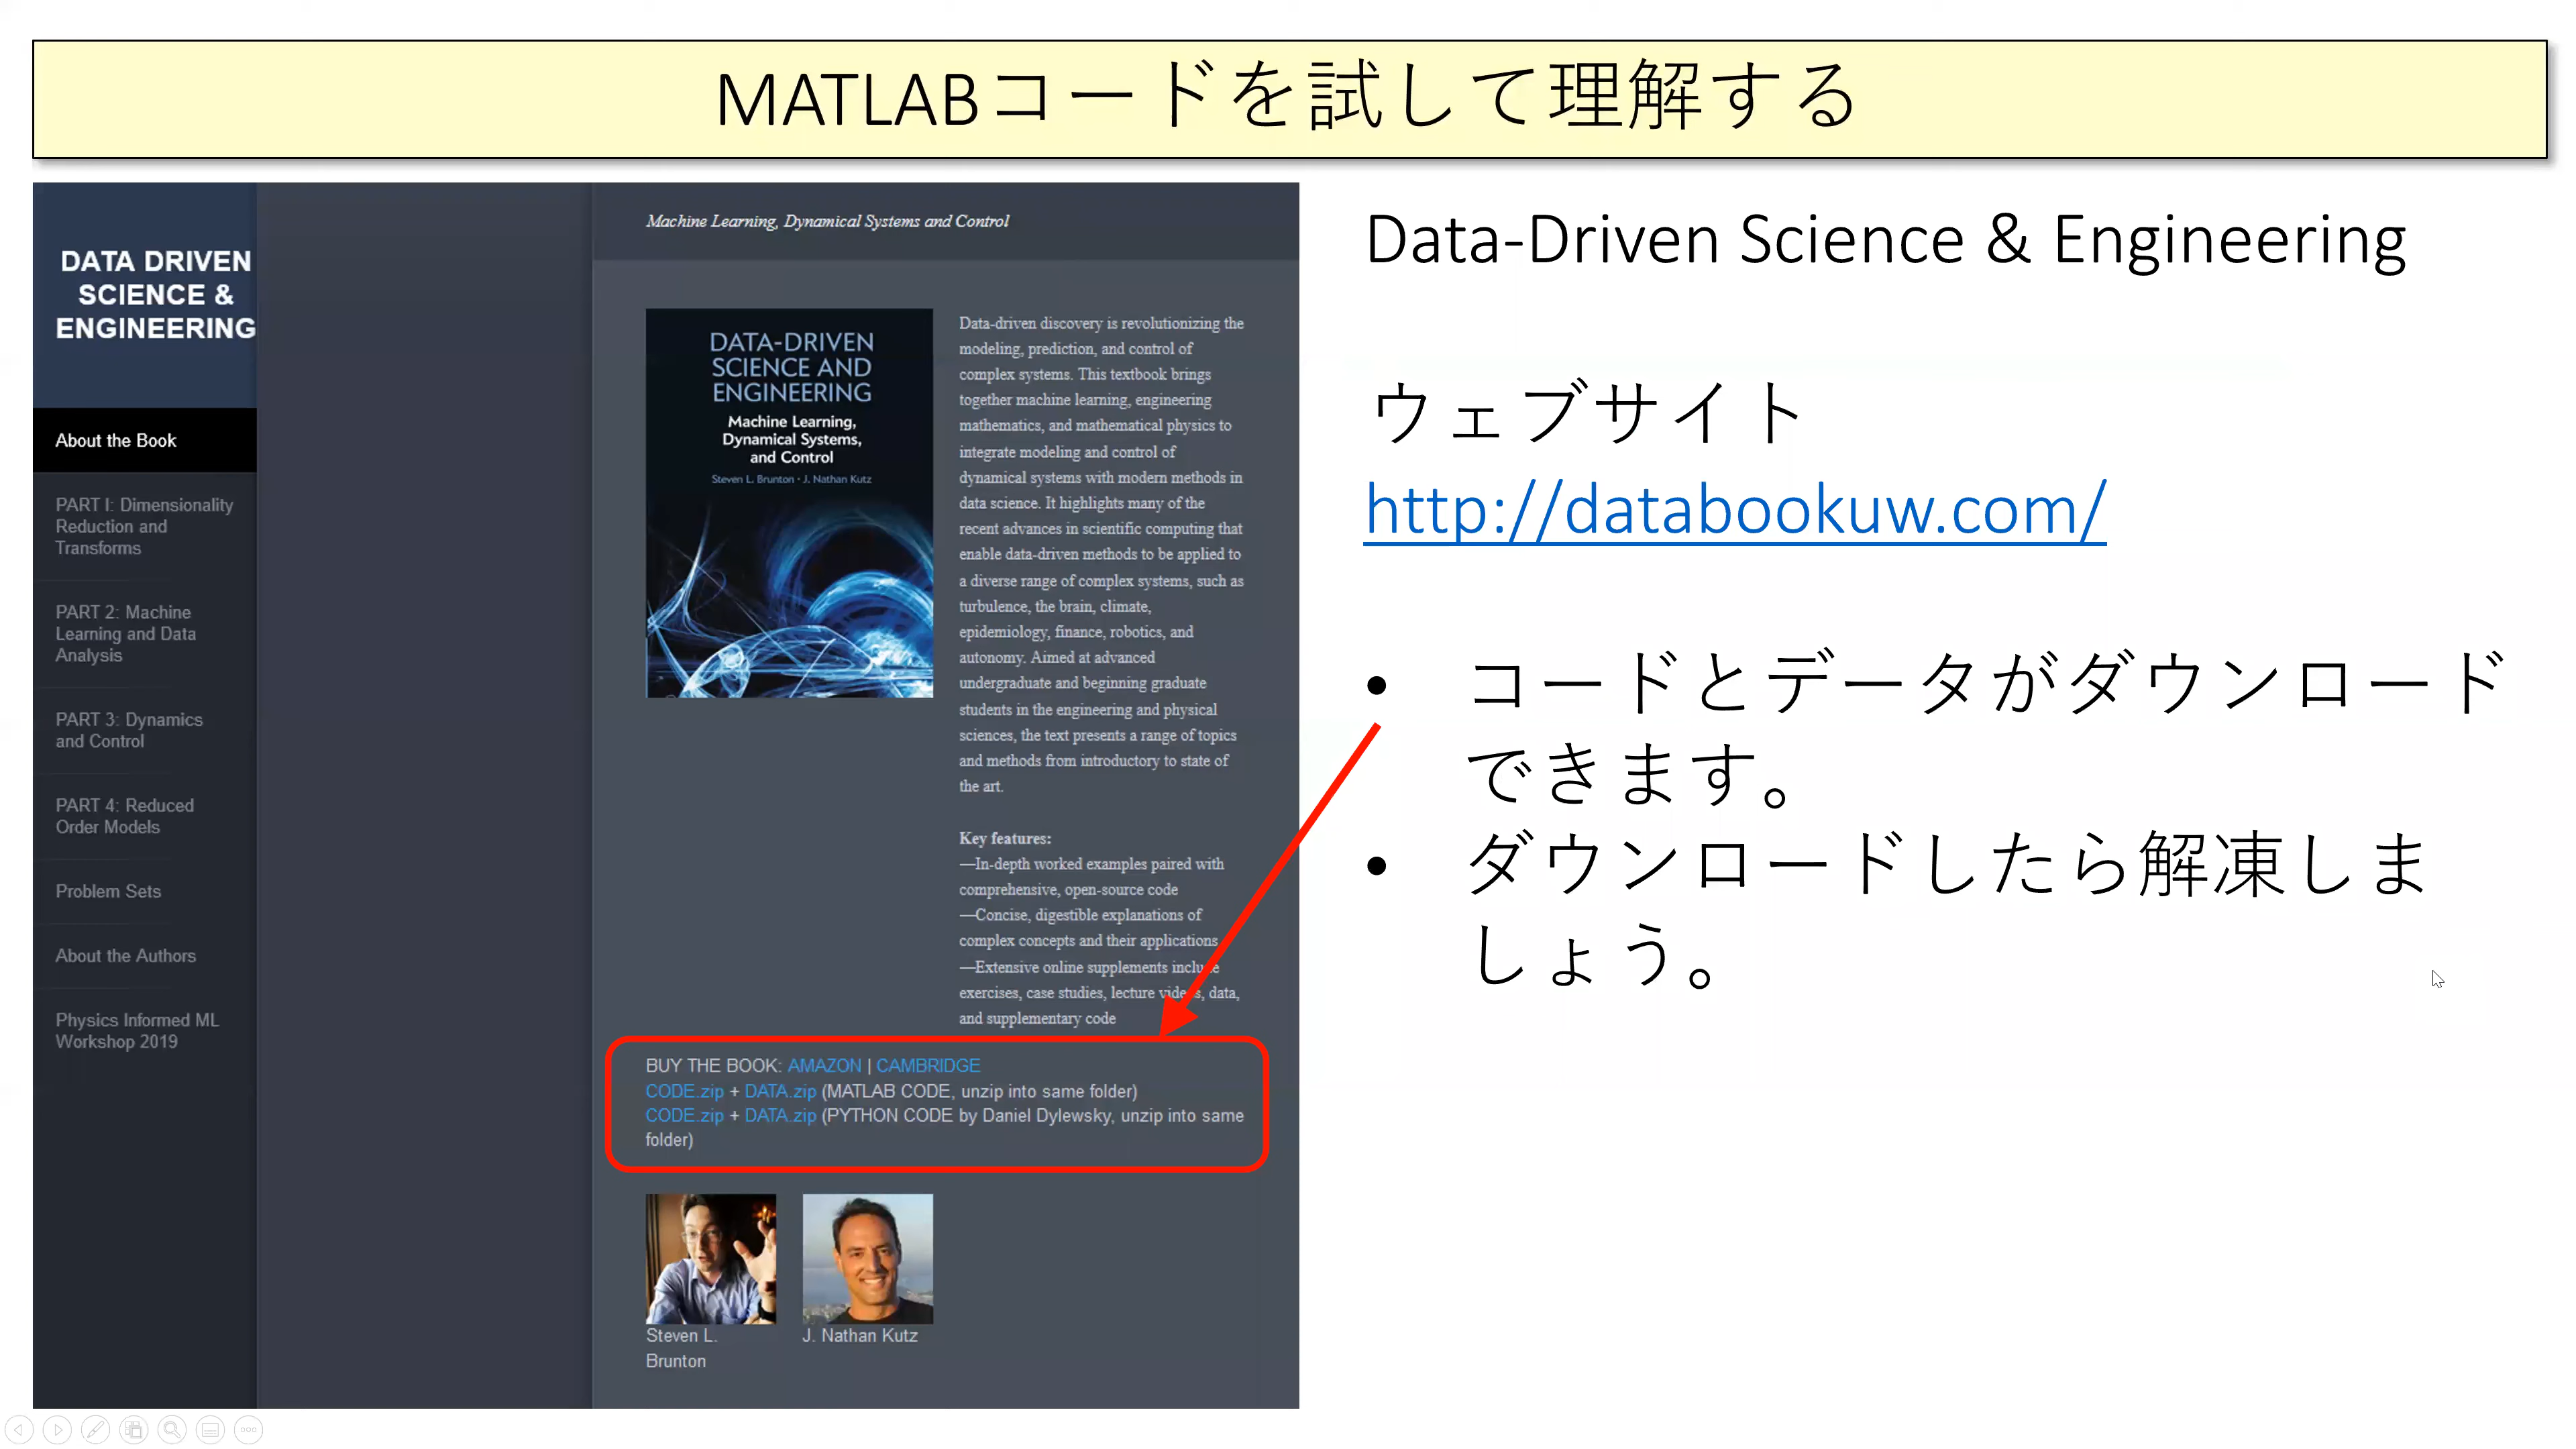 MATLABコードを試して理解する
DATA DRIVEN
SCIENCE &
ENGINEERING
About the Book
PART I: Dimensionality
Reduction and
Transforms
PART 2: Machine
Learning and Data
Analysis
PART 3: Dynamics
and Control
PART 4: Reduced
Order Models
Problem Sets
About the Authors
Physics Informed ML
Workshop 2019
Machine Learning, Dynamical Systems and Control
DATA-DRIVEN
SCIENCE AND
ENGINEERING
Machine Learning,
Dynamical Systems,
and Control
Steven L. Brunton • J. Nathan Kutz
Data-driven discovery is revolutionizing the
modeling, prediction, and control of
complex systems. This textbook brings
together machine learning, engineering
mathematics, and mathematical physics to
integrate modeling and control of
dynamical systems with modern methods in
data science. It highlights many of the
recent advances in scientific computing that
enable data-driven methods to be applied to
a diverse range of complex systems, such as
turbulence, the brain, climate,
epidemiology, finance, robotics, and
autonomy. Aimed at advanced
undergraduate and beginning graduate
students in the engineering and physical
sciences, the text presents a range of topics
and methods from introductory to state of
the art.
Key features:
—In-depth worked examples paired with
comprehensive, open-source code
—Concise, digestible explanations of
complex concepts and their applications
—Extensive online supplements include
exercises, case studies, lecture videos, data,
and supplementary code
BUY THE BOOK: AMAZON | CAMBRIDGE
CODE.zip + DATA.zip (MATLAB CODE, unzip into same folder)
CODE.zip + DATA.zip (PYTHON CODE by Daniel Dylewsky, unzip into same
folder)
Steven L.
Brunton
J. Nathan Kutz
Data-Driven Science & Engineering
ウェブサイト
http://databookuw.com/
• コードとデータがダウンロード
できます。
• ダウンロードしたら解凍しま
しょう。